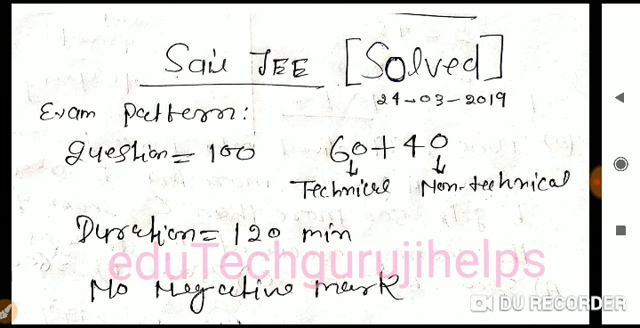 Sail JEE [Solved]
24-03-2019
Exam pattern:
Question = 100 60 + 40
Technical Non-technical
Duration = 120 min
eduTechgurujihelps
No Negative mark
DU RECORDER